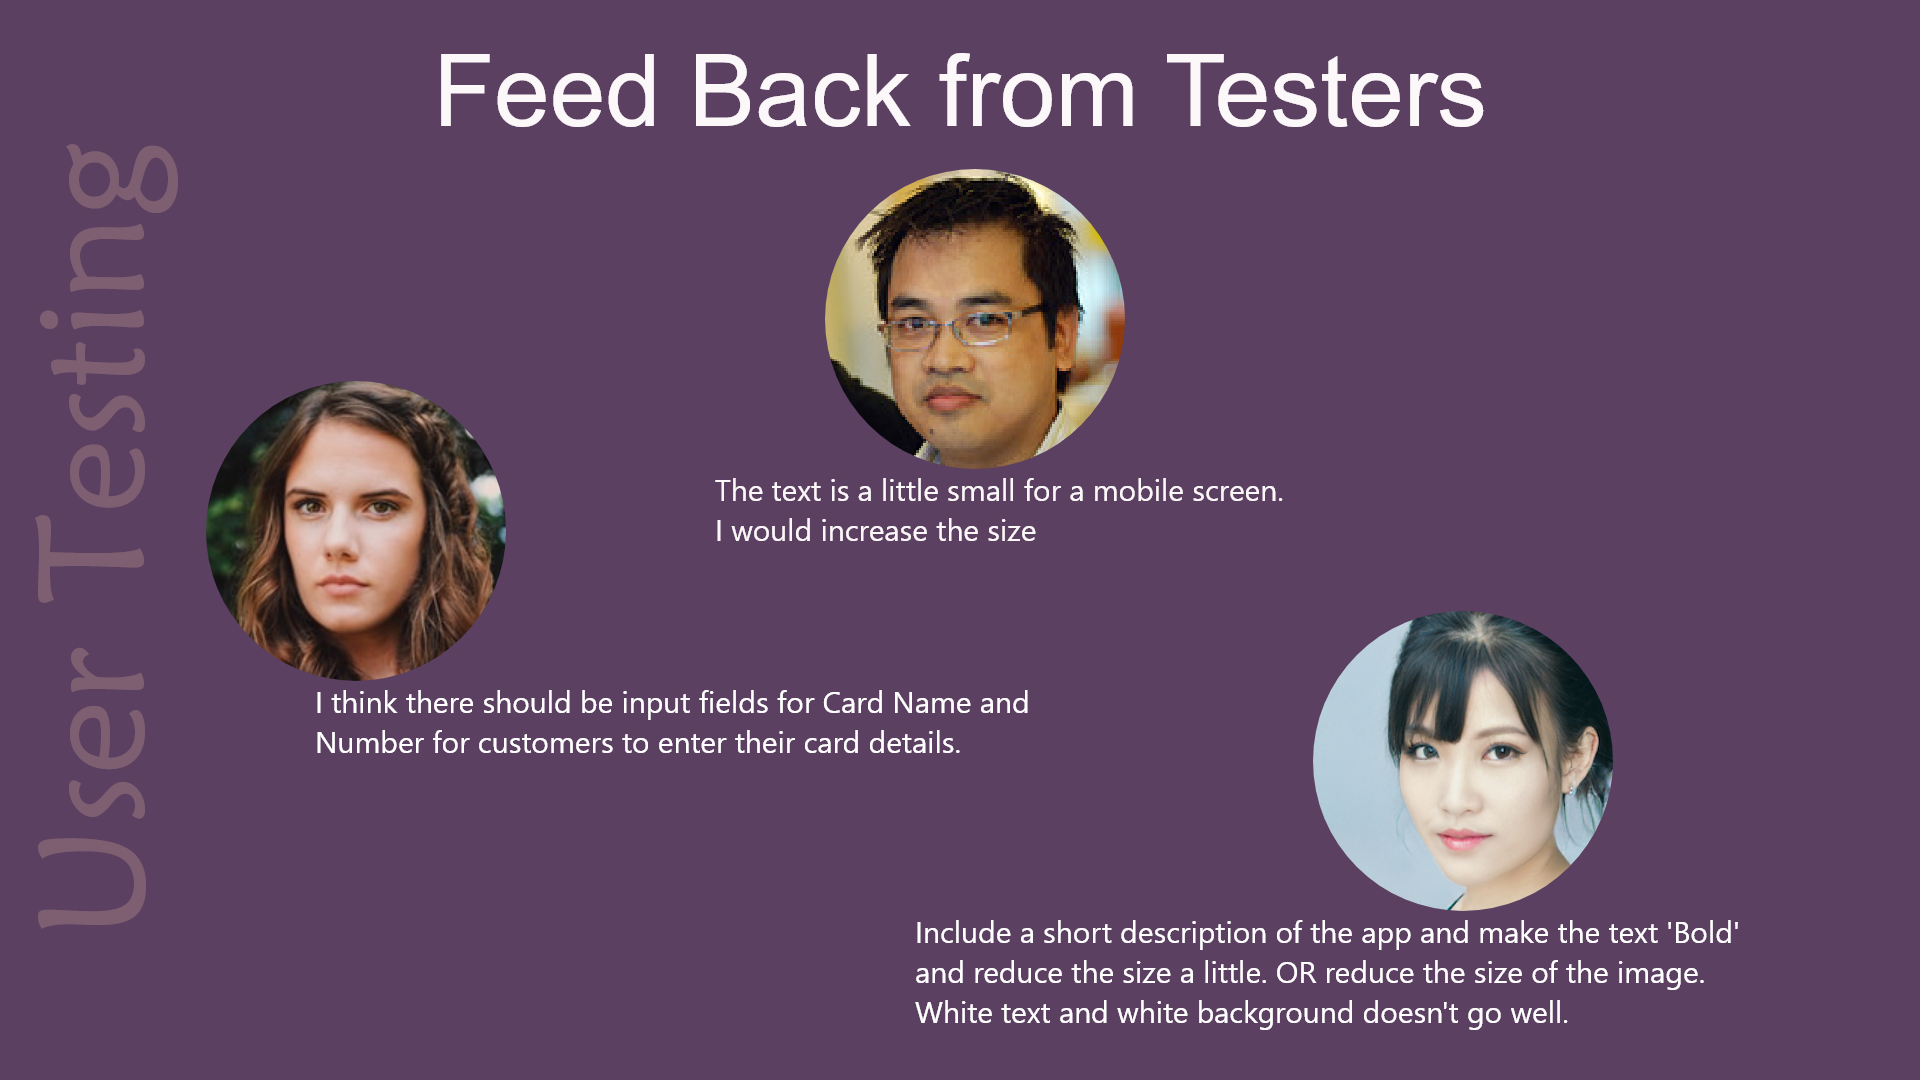 Feed Back from Testers
User Testing
The text is a little small for a mobile screen.
I would increase the size
I think there should be input fields for Card Name and
Number for customers to enter their card details.
Include a short description of the app and make the text 'Bold'
and reduce the size a little. OR reduce the size of the image.
White text and white background doesn't go well.